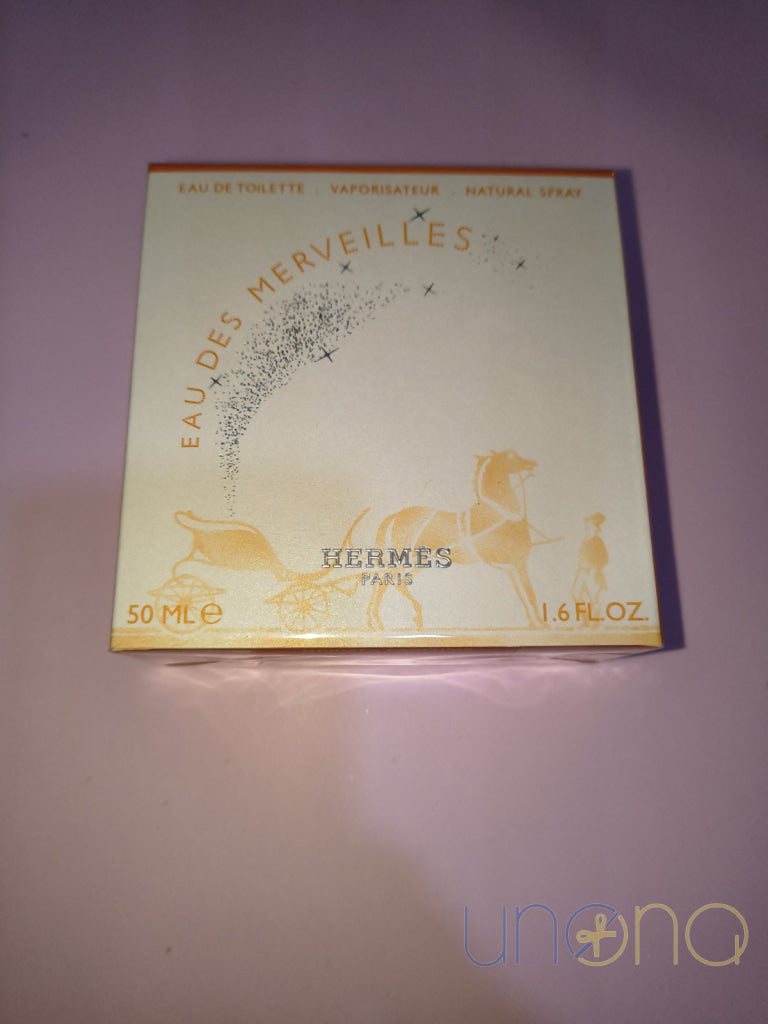 EAU DE TOILETTE . VAPORISATEUR . NATURAL SPRAY
EAU DES MERVEILLES
HERMÈS
PARIS
50 ML e
1.6 FL.OZ.
unona